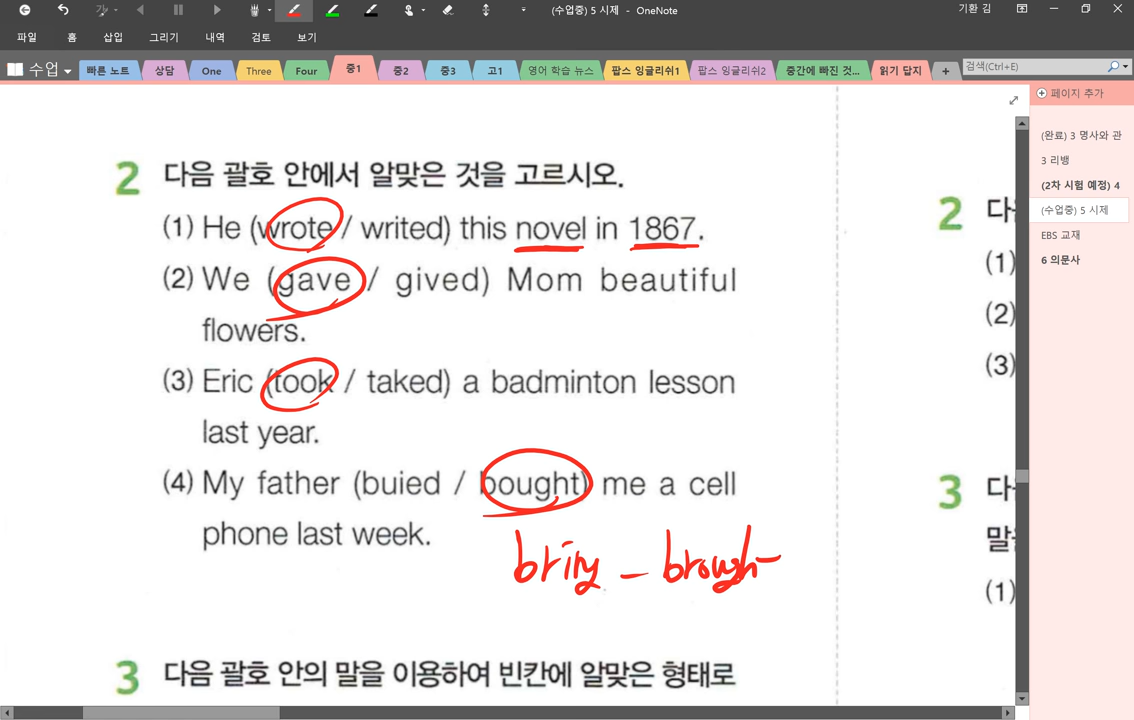 (수업중) 5 시제 - OneNote
기환 김
파일 홈 삽입 그리기 내역 검토 보기
수업 빠른 노트 상담 One Three Four 중1 중2 중3 고1 영어 학습 뉴스 팝스 잉글리쉬1 팝스 잉글리쉬2 중간에 빠진 것... 읽기 답지 + 검색(Ctrl+E)
페이지 추가
(완료) 3 명사와 관
3 리뱅
(2차 시험 예정) 4
(수업중) 5 시제
EBS 교재
6 의문사
2 다음 괄호 안에서 알맞은 것을 고르시오.
(1) He (wrote / writed) this novel in 1867.
(2) We (gave / gived) Mom beautiful
flowers.
(3) Eric (took / taked) a badminton lesson
last year.
(4) My father (buied / bought) me a cell
phone last week.
bring - brought
3 다음 괄호 안의 말을 이용하여 빈칸에 알맞은 형태로
2
(1)
(2)
(3)
3
말을
(1)